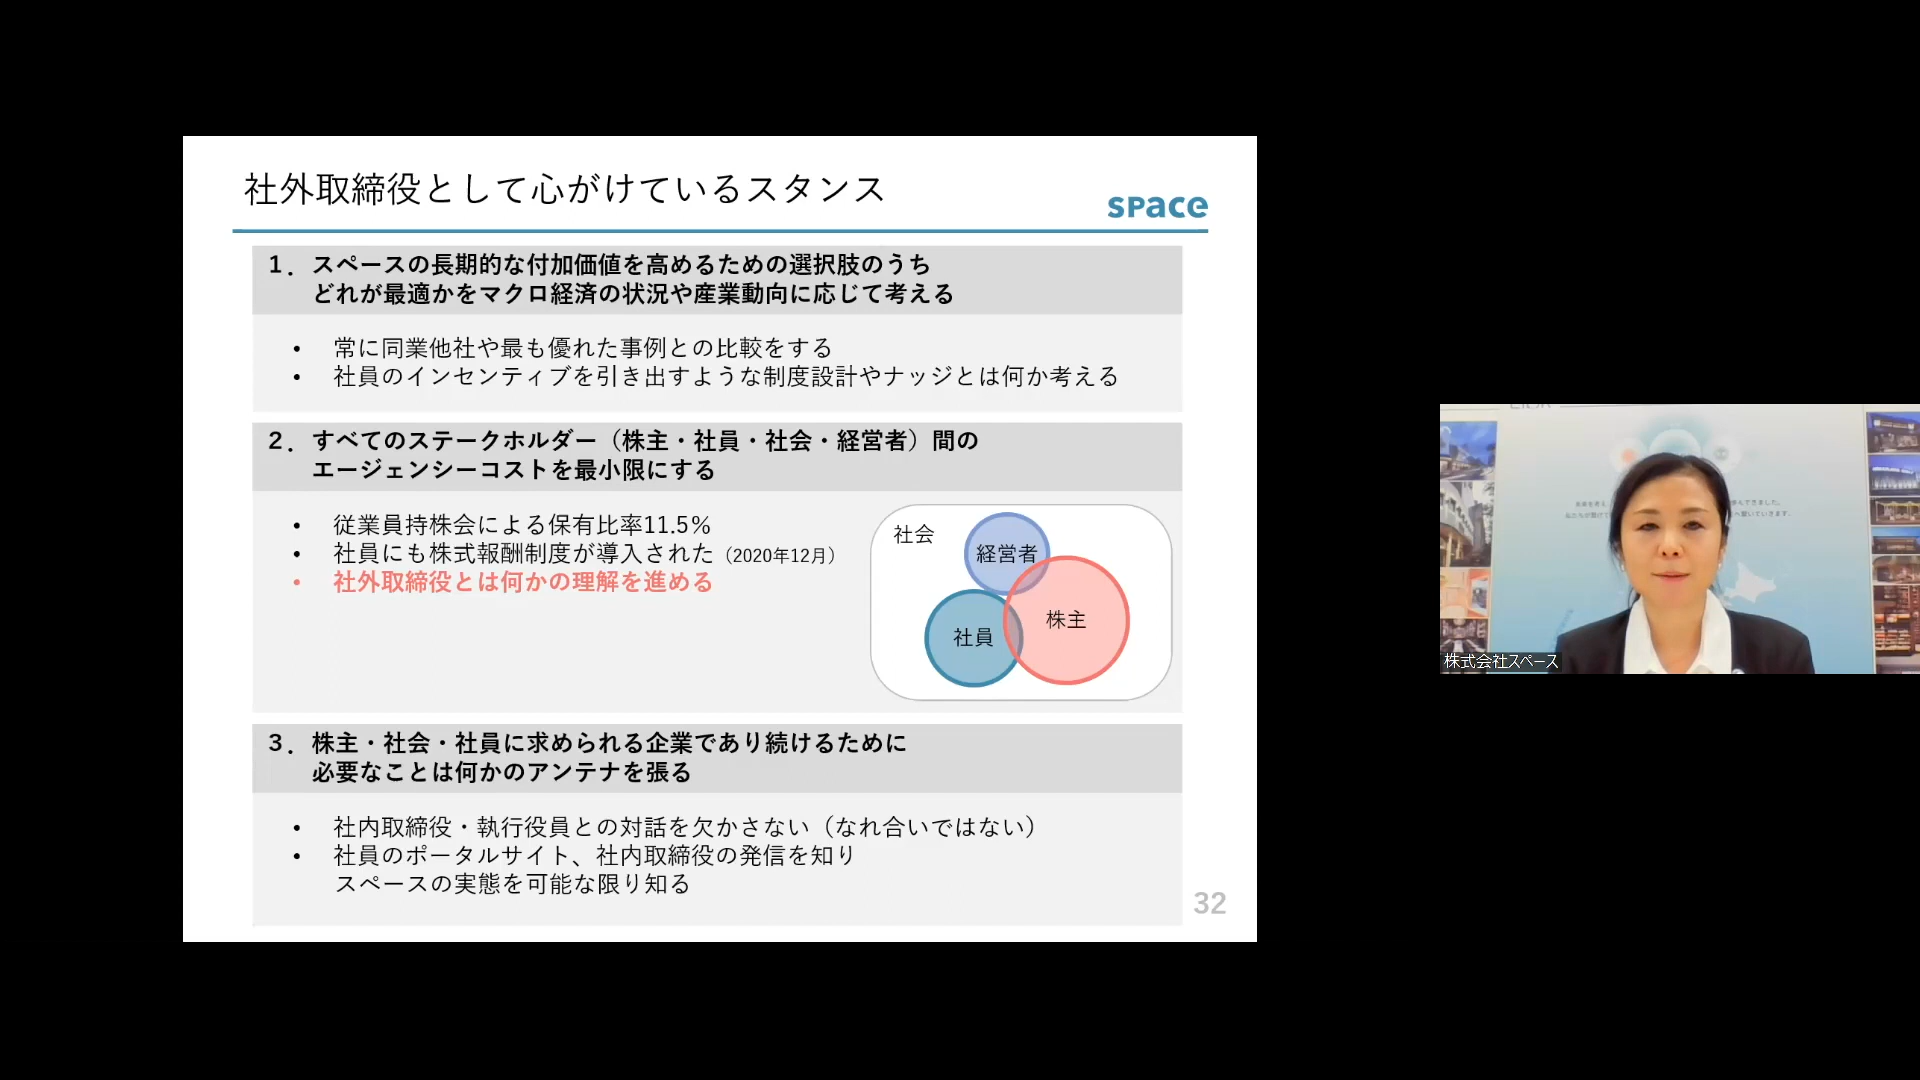 社外取締役として心がけているスタンス
space
1．スペースの長期的な付加価値を高めるための選択肢のうち
どれが最適かをマクロ経済の状況や産業動向に応じて考える
• 常に同業他社や最も優れた事例との比較をする
• 社員のインセンティブを引き出すような制度設計やナッジとは何か考える
2．すべてのステークホルダー（株主・社員・社会・経営者）間の
エージェンシーコストを最小限にする
• 従業員持株会による保有比率11.5％
• 社員にも株式報酬制度が導入された（2020年12月）
• 社外取締役とは何かの理解を進める
社会
経営者
株主
社員
3．株主・社会・社員に求められる企業であり続けるために
必要なことは何かのアンテナを張る
• 社内取締役・執行役員との対話を欠かさない（なれ合いではない）
• 社員のポータルサイト、社内取締役の発信を知り
スペースの実態を可能な限り知る
32
株式会社スペース